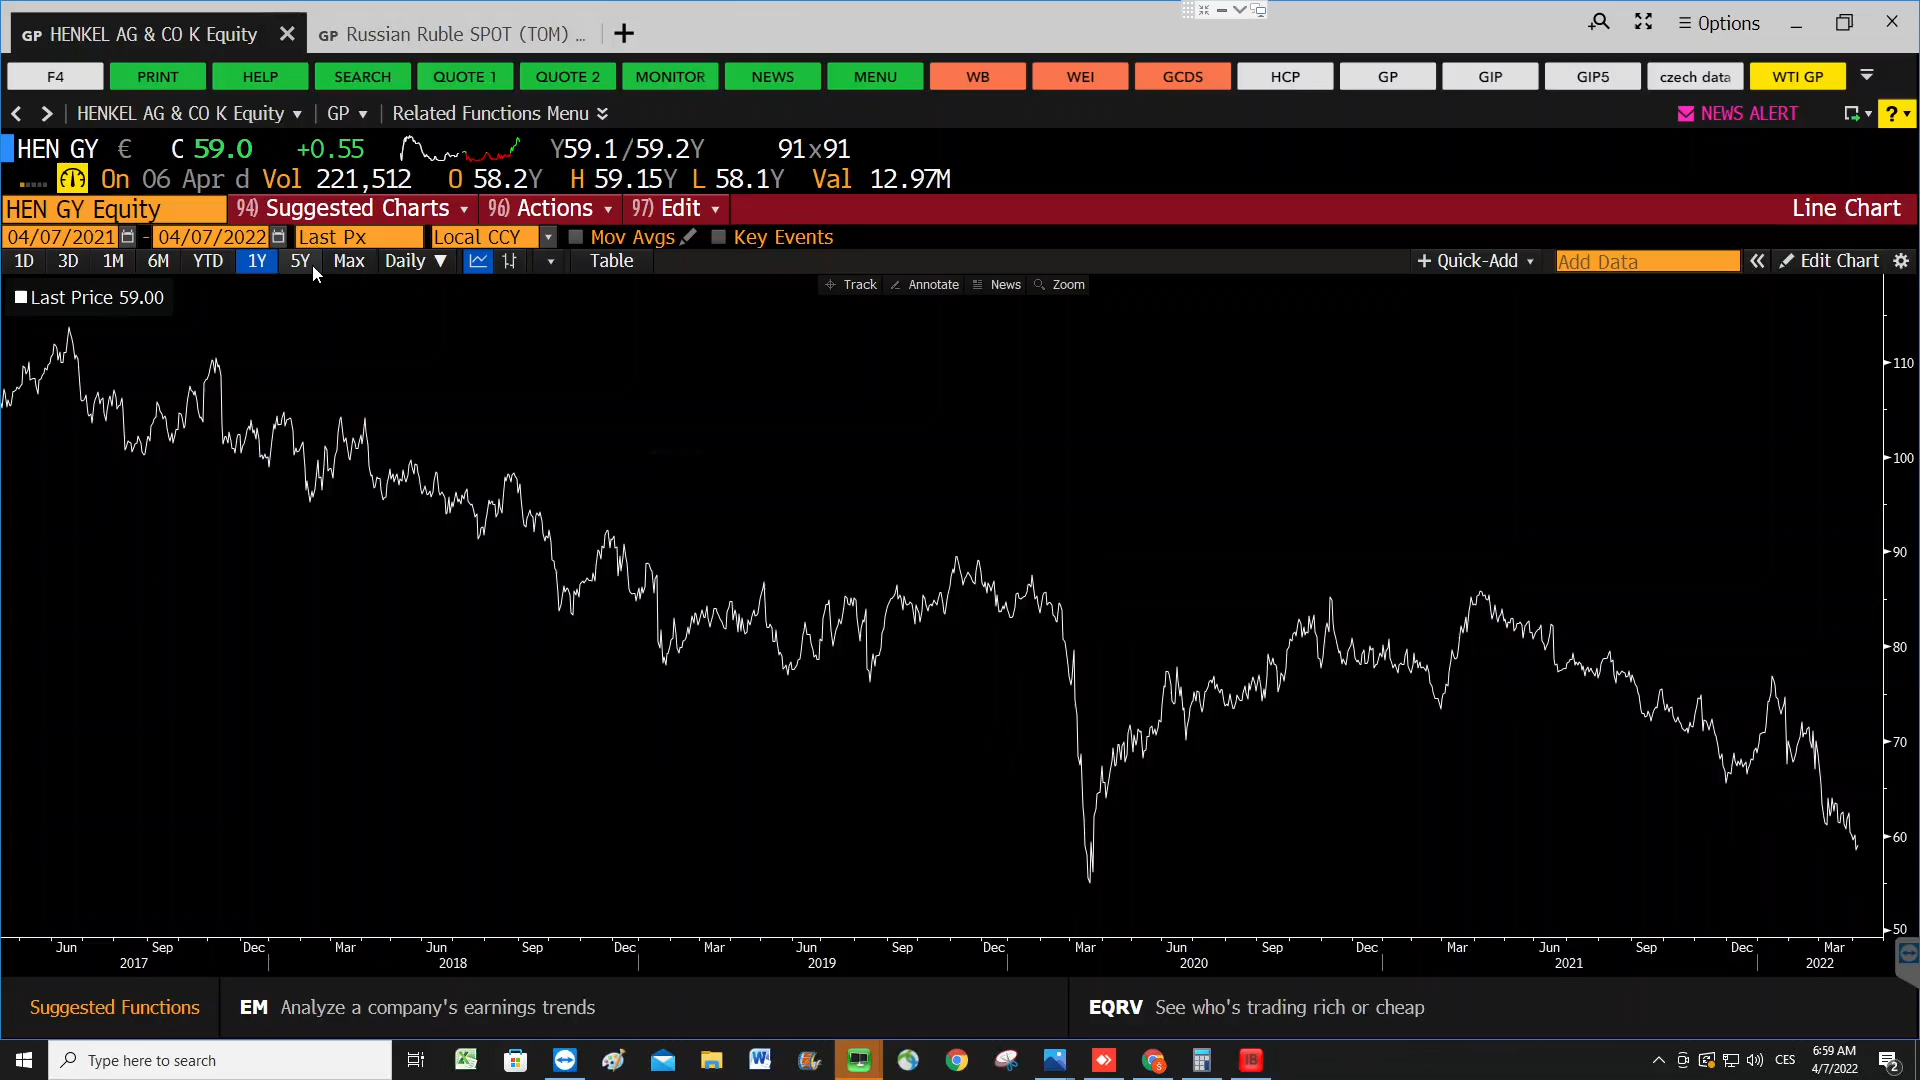 GP HENKEL AG & CO K Equity
GP Russian Ruble SPOT (TOM) ...
Options
F4 PRINT HELP SEARCH QUOTE 1 QUOTE 2 MONITOR NEWS MENU WB WEI GCDS HCP GP GIP GIP5 czech data WTI GP
HENKEL AG & CO K Equity GP Related Functions Menu NEWS ALERT ?
HEN GY € C 59.0 +0.55 Y59.1/59.2Y 91x91
On 06 Apr d Vol 221,512 O 58.2Y H 59.15Y L 58.1Y Val 12.97M
HEN GY Equity 94) Suggested Charts 96) Actions 97) Edit Line Chart
04/07/2021 - 04/07/2022 Last Px Local CCY Mov Avgs Key Events
1D 3D 1M 6M YTD 1Y 5Y Max Daily ▼ Table + Quick-Add Add Data « Edit Chart
Track Annotate News Zoom
Last Price 59.00
110
100
90
80
70
60
50
Jun Sep Dec Mar Jun Sep Dec Mar Jun Sep Dec Mar Jun Sep Dec Mar Jun Sep Dec Mar
2017 2018 2019 2020 2021 2022
Suggested Functions EM Analyze a company's earnings trends EQRV See who's trading rich or cheap
Type here to search
IB
CES
6:59 AM
4/7/2022
2